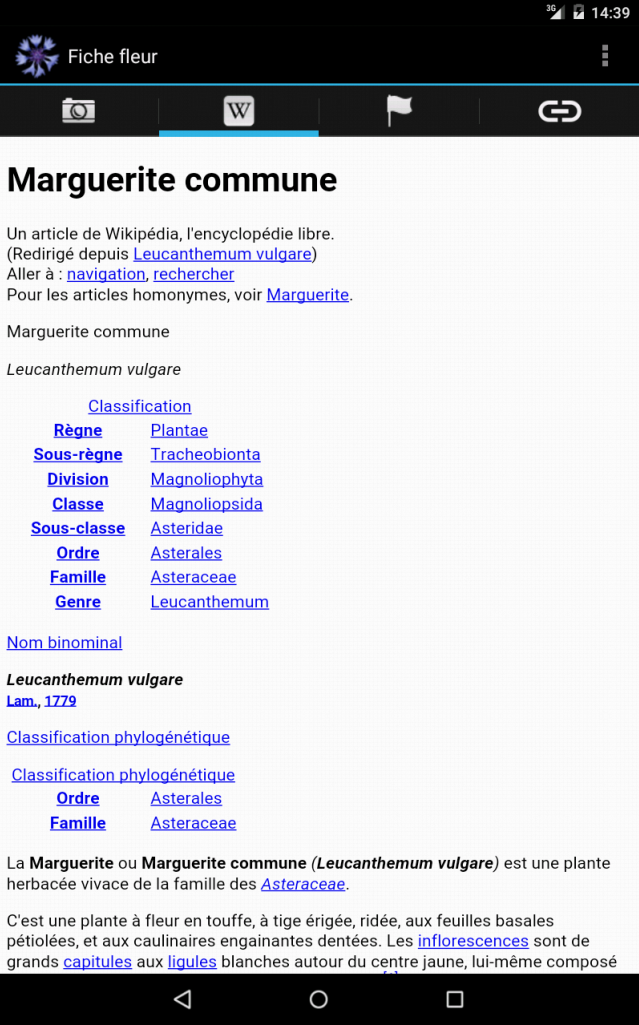 3G 14:39
Fiche fleur
W
Marguerite commune
Un article de Wikipédia, l'encyclopédie libre.
(Redirigé depuis Leucanthemum vulgare)
Aller à : navigation, rechercher
Pour les articles homonymes, voir Marguerite.
Marguerite commune
Leucanthemum vulgare
Classification
Règne Plantae
Sous-règne Tracheobionta
Division Magnoliophyta
Classe Magnoliopsida
Sous-classe Asteridae
Ordre Asterales
Famille Asteraceae
Genre Leucanthemum
Nom binominal
Leucanthemum vulgare
Lam., 1779
Classification phylogénétique
Classification phylogénétique
Ordre Asterales
Famille Asteraceae
La Marguerite ou Marguerite commune (Leucanthemum vulgare) est une plante
herbacée vivace de la famille des Asteraceae.
C'est une plante à fleur en touffe, à tige érigée, ridée, aux feuilles basales
pétiolées, et aux caulinaires engainantes dentées. Les inflorescences sont de
grands capitules aux ligules blanches autour du centre jaune, lui-même composé